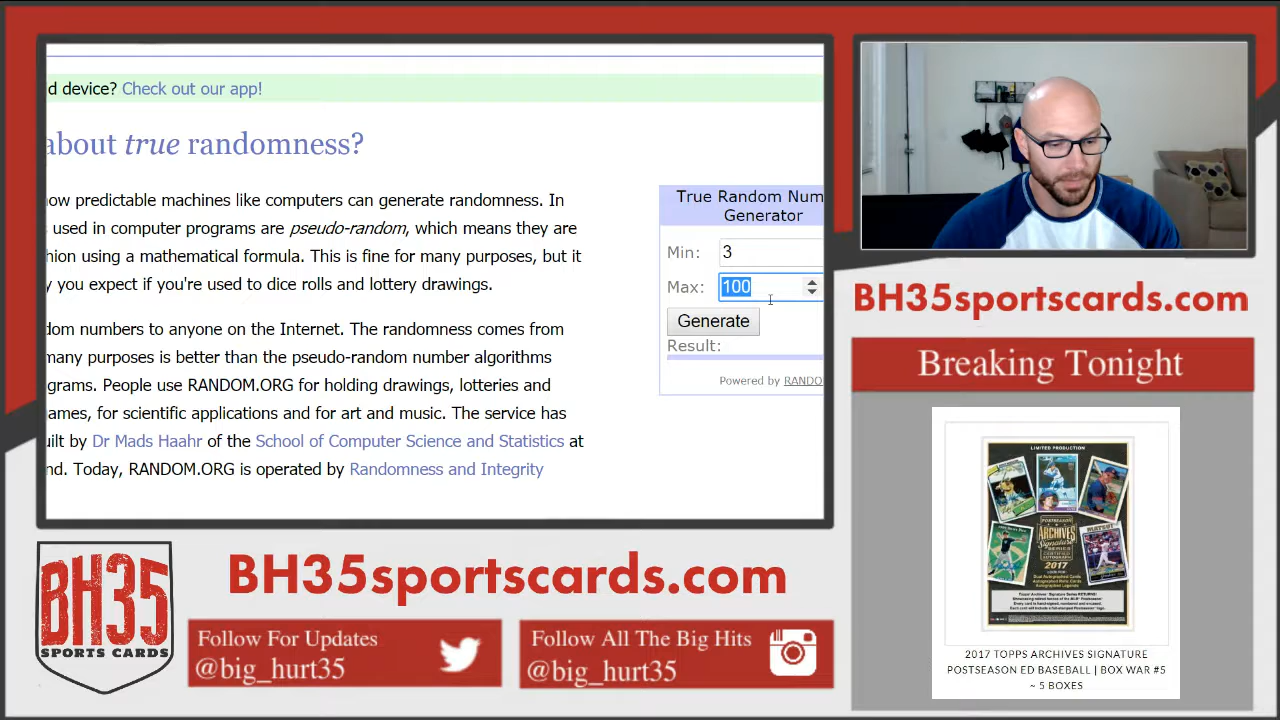 d device? Check out our app!
about true randomness?
ow predictable machines like computers can generate randomness. In
used in computer programs are pseudo-random, which means they are
hion using a mathematical formula. This is fine for many purposes, but it
y you expect if you're used to dice rolls and lottery drawings.
dom numbers to anyone on the Internet. The randomness comes from
many purposes is better than the pseudo-random number algorithms
grams. People use RANDOM.ORG for holding drawings, lotteries and
ames, for scientific applications and for art and music. The service has
uilt by Dr Mads Haahr of the School of Computer Science and Statistics at
nd. Today, RANDOM.ORG is operated by Randomness and Integrity
True Random Num
Generator
Min: 3
Max: 100
Generate
Result:
Powered by RANDO
BH35sportscards.com
Breaking Tonight
LIMITED PRODUCTION
POSTSEASON
ARCHIVES
Signature
SERIES
2017
2017 TOPPS ARCHIVES SIGNATURE
POSTSEASON ED BASEBALL | BOX WAR #5
~ 5 BOXES
BH35
SPORTS CARDS
BH35sportscards.com
Follow For Updates
@big_hurt35
Follow All The Big Hits
@big_hurt35